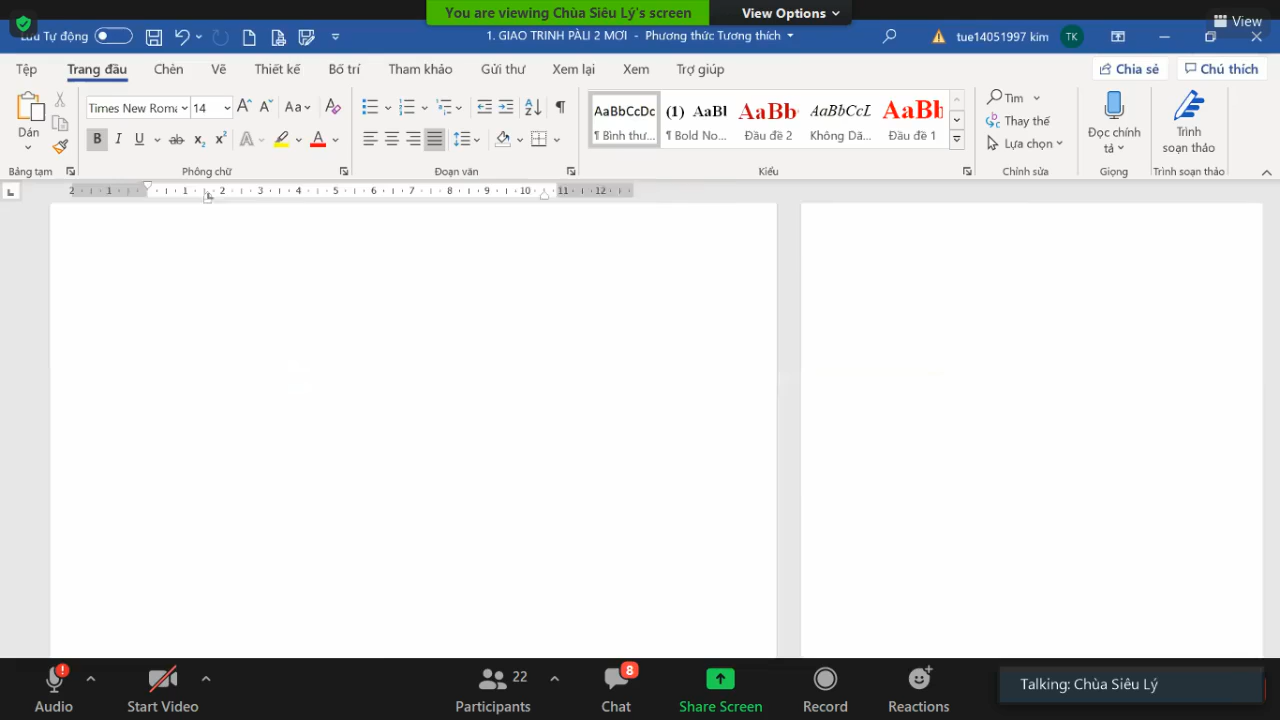 You are viewing Chùa Siêu Lý's screen
View Options
View
Lưu Tự động
1. GIAO TRINH PÀLI 2 MƠI - Phương thức Tương thích
tue14051997 kim
TK
Tệp
Trang đầu
Chèn
Vẽ
Thiết kế
Bố trí
Tham khảo
Gửi thư
Xem lại
Xem
Trợ giúp
Chia sẻ
Chú thích
Dán
Times New Roma
14
Aa
AaBbCcDc
(1) AaBl
AaBb
AaBbCcL
AaBb
¶ Bình thư...
¶ Bold No...
Đầu đề 2
Không Dã...
Đầu đề 1
Tìm
Thay thế
Lựa chọn
Đọc chính tả
Trình soạn thảo
Bảng tạm
Phông chữ
Đoạn văn
Kiểu
Chỉnh sửa
Giọng
Trình soạn thảo
2 1 1 2 3 4 5 6 7 8 9 10 11 12
22
8
Audio
Start Video
Participants
Chat
Share Screen
Record
Reactions
Talking: Chùa Siêu Lý